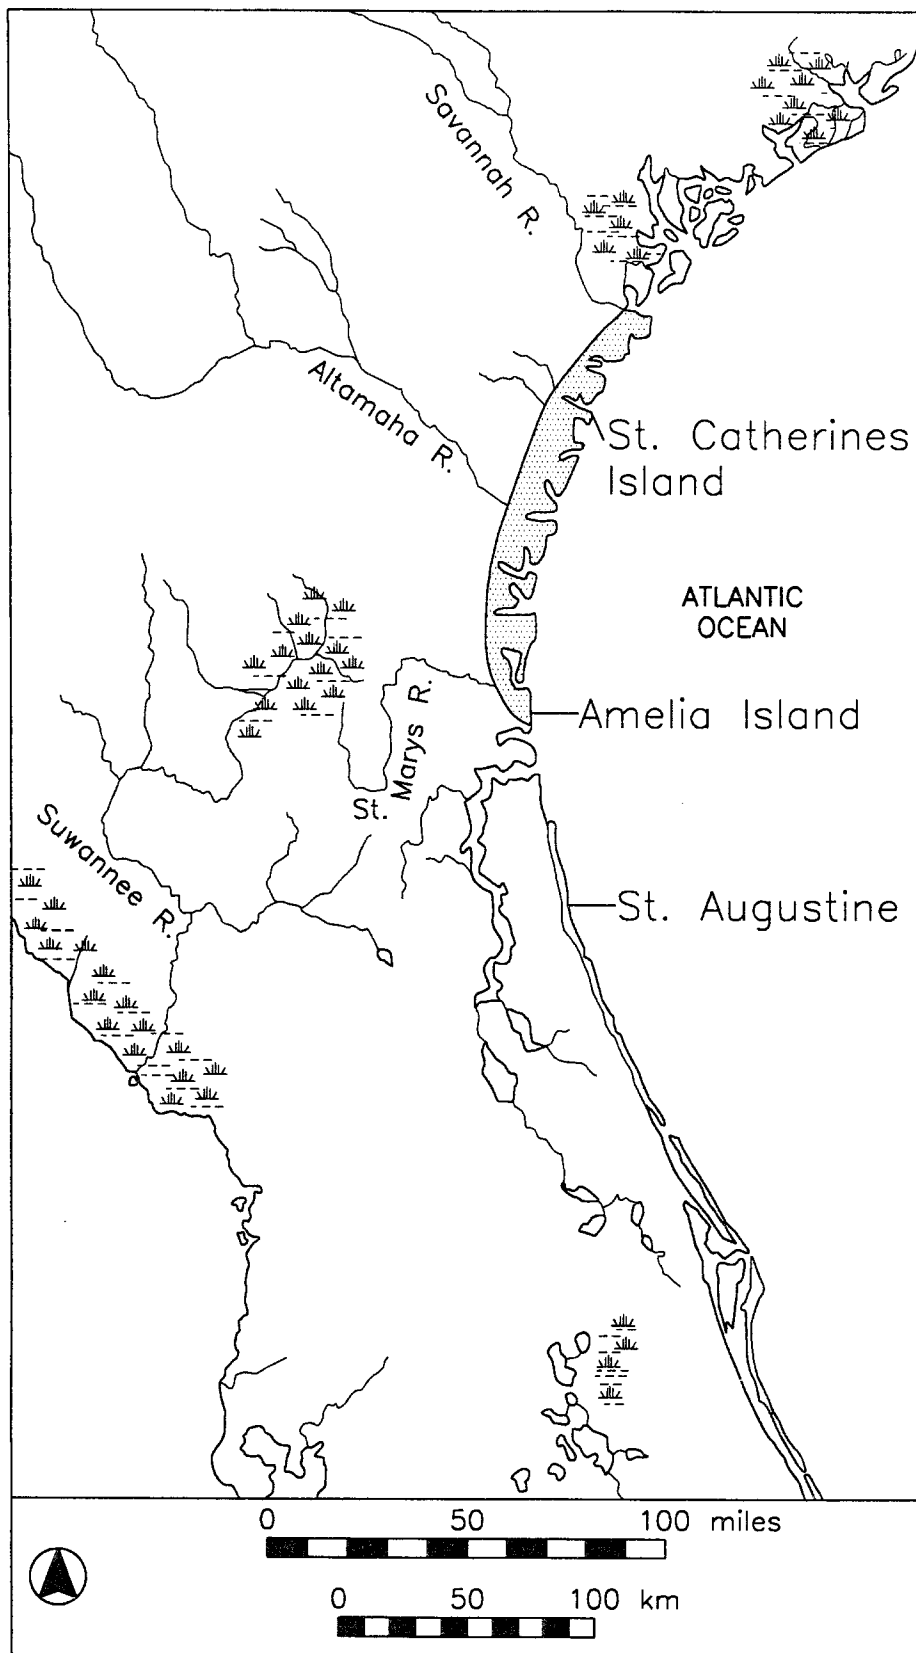 Savannah R.
Altamaha R.
St. Catherines
Island
ATLANTIC
OCEAN
St. Marys R.
Amelia Island
Suwannee R.
St. Augustine
0 50 100 miles
0 50 100 km